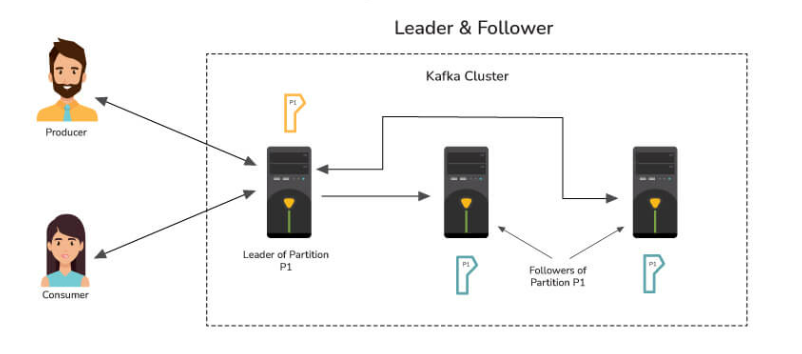 Leader & Follower
Kafka Cluster
P1
Producer
Leader of Partition
P1
P1
P1
Followers of
Partition P1
Consumer